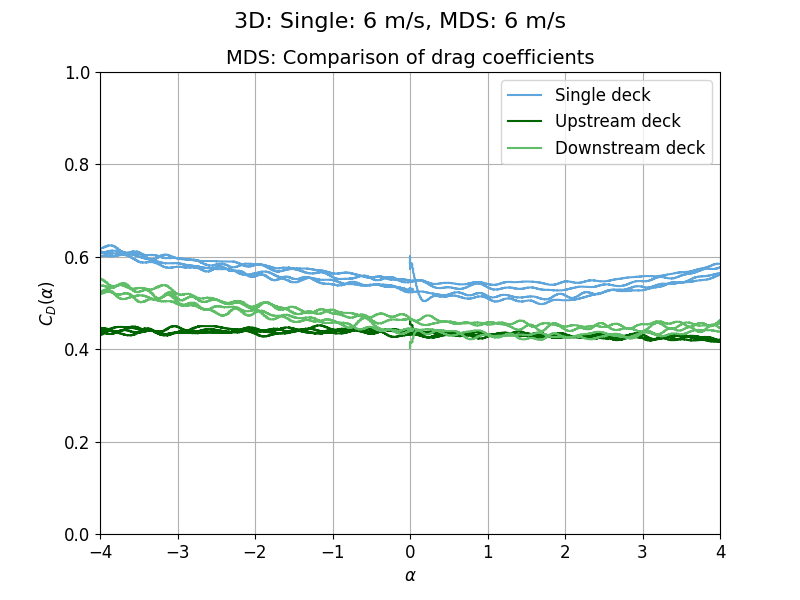 3D: Single: 6 m/s, MDS: 6 m/s
MDS: Comparison of drag coefficients
Single deck
Upstream deck
Downstream deck
1.0
0.8
0.6
0.4
0.2
0.0
C_D(α)
−4 −3 −2 −1 0 1 2 3 4
α